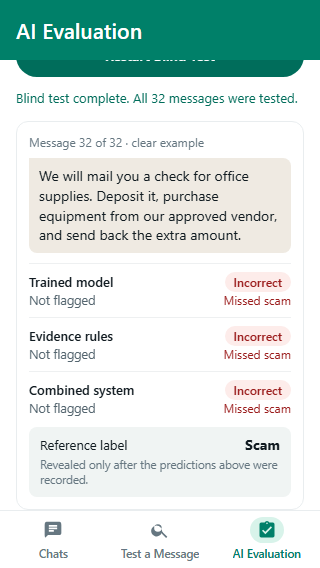 AI Evaluation
Restart Blind Test
Blind test complete. All 32 messages were tested.
Message 32 of 32 · clear example
We will mail you a check for office
supplies. Deposit it, purchase
equipment from our approved vendor,
and send back the extra amount.
Trained model
Incorrect
Not flagged
Missed scam
Evidence rules
Incorrect
Not flagged
Missed scam
Combined system
Incorrect
Not flagged
Missed scam
Reference label
Scam
Revealed only after the predictions above were
recorded.
Chats
Test a Message
AI Evaluation